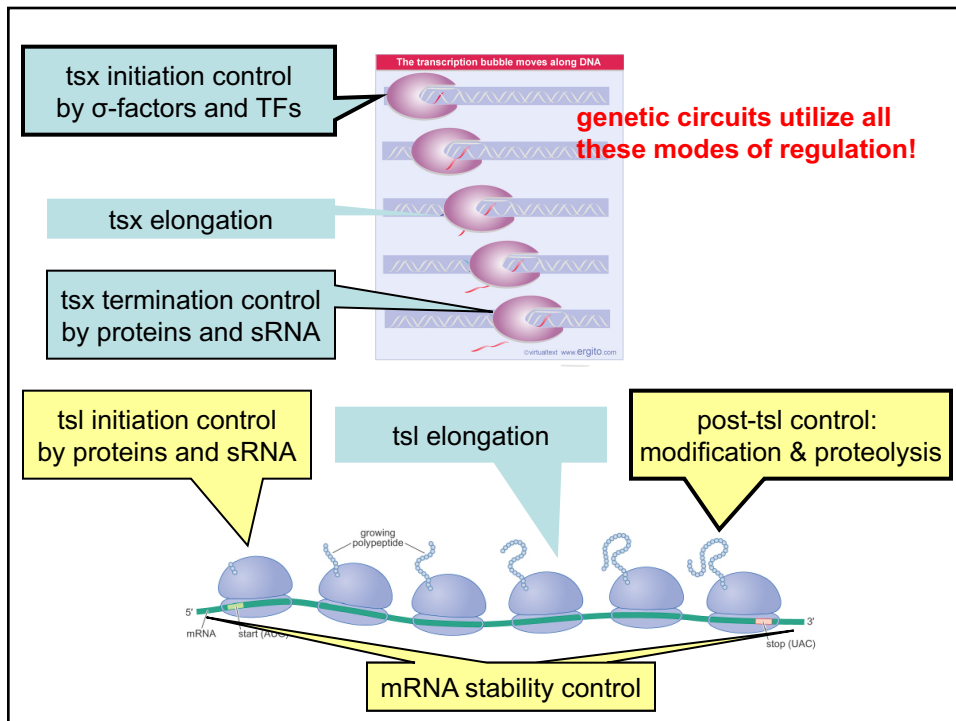 The transcription bubble moves along DNA
tsx initiation control
by σ-factors and TFs
genetic circuits utilize all
these modes of regulation!
tsx elongation
tsx termination control
by proteins and sRNA
©virtualtext www.ergito.com
tsl initiation control
by proteins and sRNA
tsl elongation
post-tsl control:
modification & proteolysis
growing
polypeptide
5'
3'
mRNA
start (AUG)
stop (UAC)
mRNA stability control